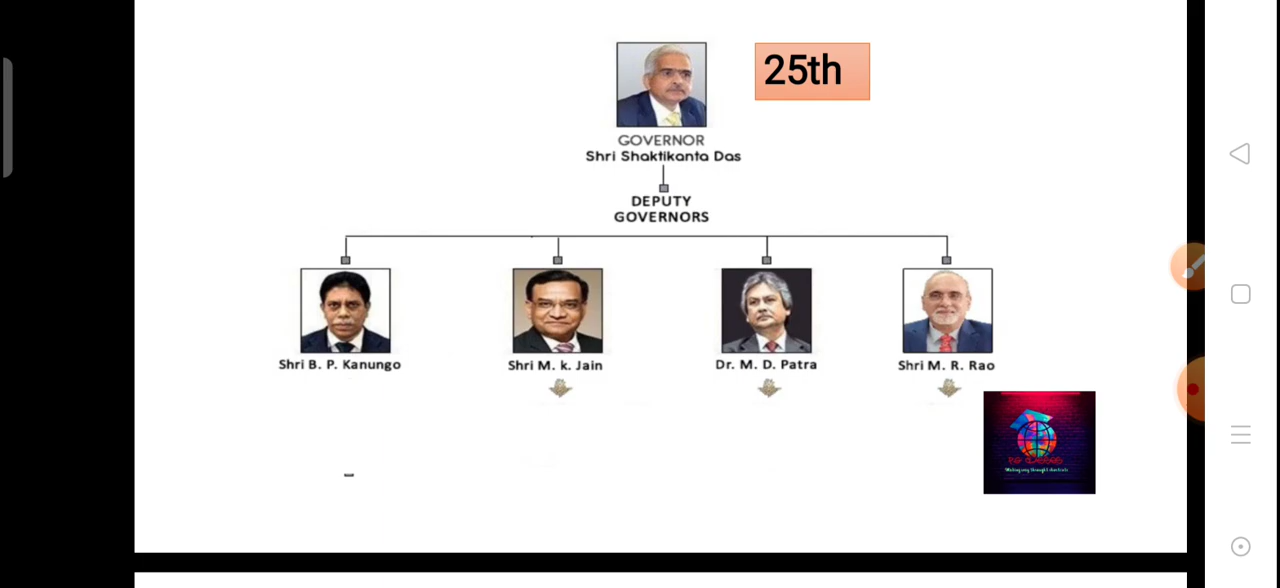 25th
GOVERNOR
Shri Shaktikanta Das
DEPUTY
GOVERNORS
Shri B. P. Kanungo
Shri M. k. Jain
Dr. M. D. Patra
Shri M. R. Rao